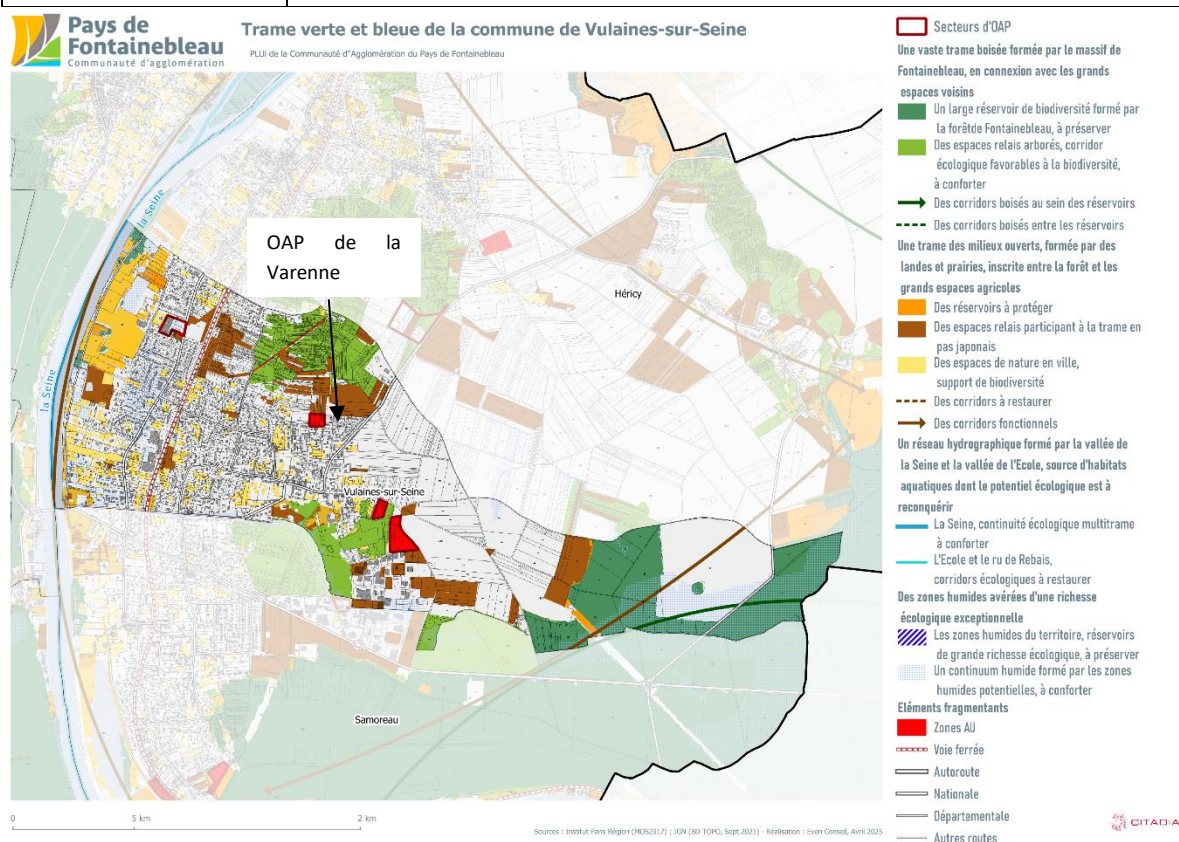 Pays de
Fontainebleau
Communauté d'agglomération
Trame verte et bleue de la commune de Vulaines-sur-Seine
PLUi de la Communauté d'Agglomération du Pays de Fontainebleau
la Seine
la Seine
OAP de la
Varenne
Héricy
Vulaines-sur-Seine
Samoreau
0
5 km
2 km
Sources : Institut Paris Région (MOS2017) ; IGN (BD TOPO, Sept.2021) - Réalisation : Even Conseil, Avril 2025
Secteurs d'OAP
Une vaste trame boisée formée par le massif de
Fontainebleau, en connexion avec les grands
espaces voisins
Un large réservoir de biodiversité formé par
la forêtde Fontainebleau, à préserver
Des espaces relais arborés, corridor
écologique favorables à la biodiversité,
à conforter
Des corridors boisés au sein des réservoirs
Des corridors boisés entre les réservoirs
Une trame des milieux ouverts, formée par des
landes et prairies, inscrite entre la forêt et les
grands espaces agricoles
Des réservoirs à protéger
Des espaces relais participant à la trame en
pas japonais
Des espaces de nature en ville,
support de biodiversité
Des corridors à restaurer
Des corridors fonctionnels
Un réseau hydrographique formé par la vallée de
la Seine et la vallée de l'Ecole, source d'habitats
aquatiques dont le potentiel écologique est à
reconquérir
La Seine, continuité écologique multitrame
à conforter
L'Ecole et le ru de Rebais,
corridors écologiques à restaurer
Des zones humides avérées d'une richesse
écologique exceptionnelle
Les zones humides du territoire, réservoirs
de grande richesse écologique, à préserver
Un continuum humide formé par les zones
humides potentielles, à conforter
Eléments fragmentants
Zones AU
Voie ferrée
Autoroute
Nationale
Départementale
Autres routes
CITADIA